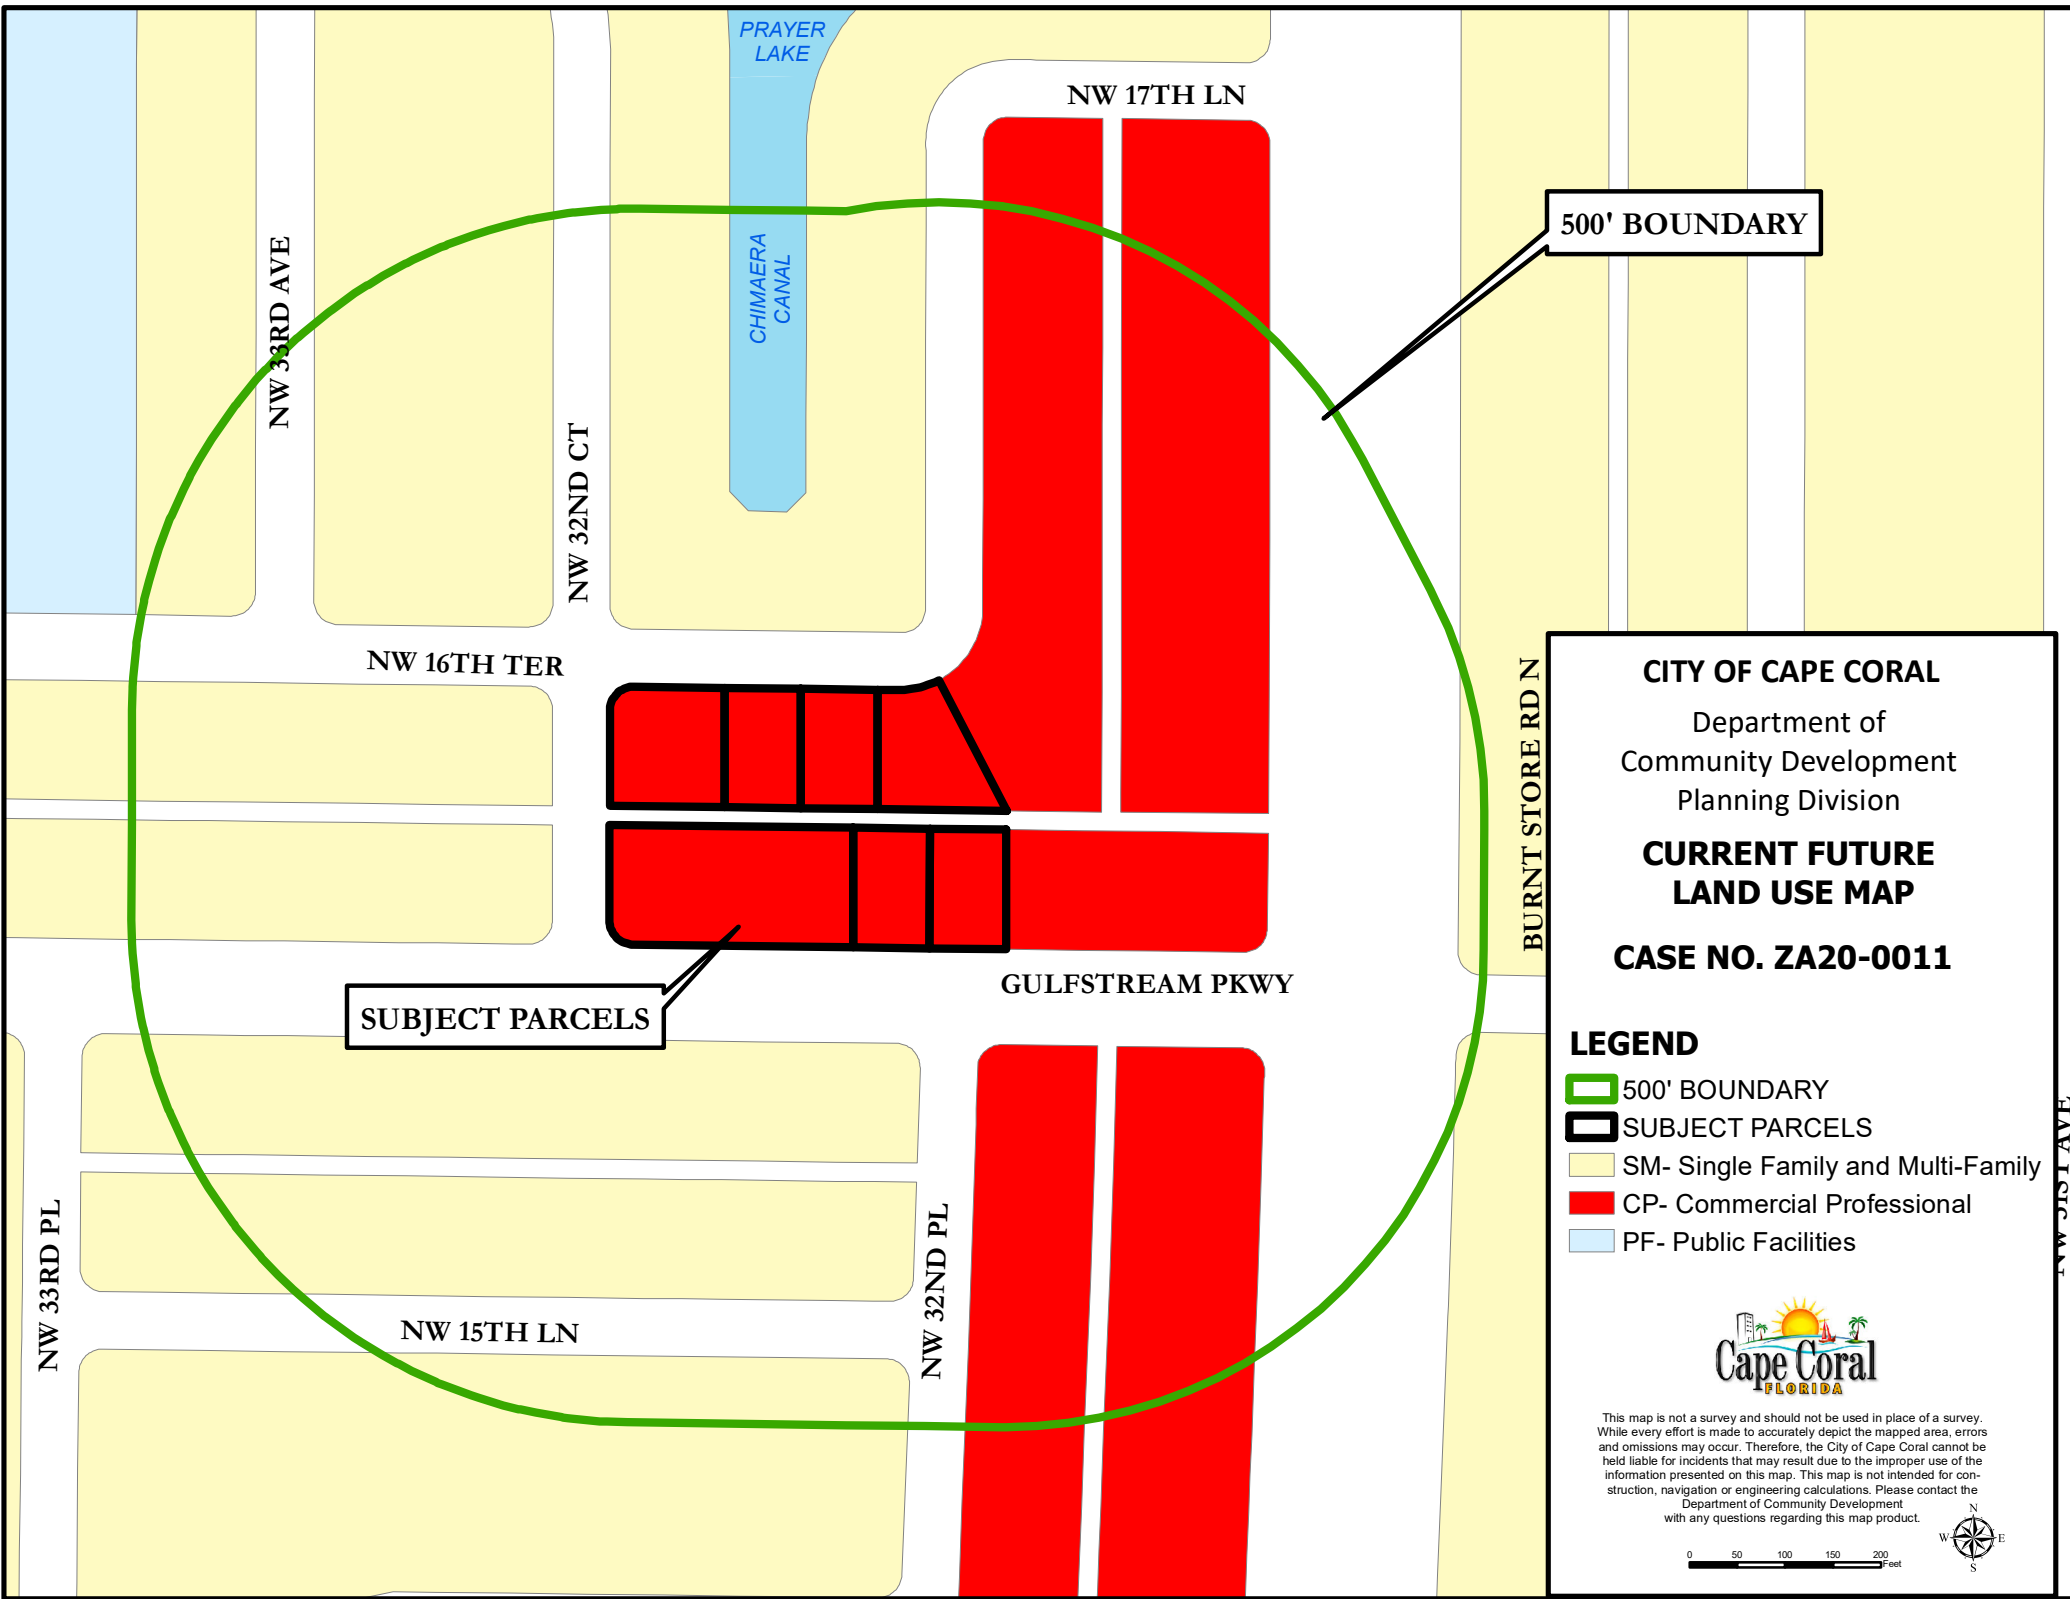 PRAYER
LAKE
NW 17TH LN
500' BOUNDARY
CHIMAERA
CANAL
NW 33RD AVE
NW 32ND CT
NW 16TH TER
BURNT STORE RD N
SUBJECT PARCELS
GULFSTREAM PKWY
NW 33RD PL
NW 32ND PL
NW 15TH LN
CITY OF CAPE CORAL
Department of
Community Development
Planning Division
CURRENT FUTURE
LAND USE MAP
CASE NO. ZA20-0011
LEGEND
500' BOUNDARY
SUBJECT PARCELS
SM- Single Family and Multi-Family
CP- Commercial Professional
PF- Public Facilities
NW 31ST AVE
Cape Coral
FLORIDA
This map is not a survey and should not be used in place of a survey.
While every effort is made to accurately depict the mapped area, errors
and omissions may occur. Therefore, the City of Cape Coral cannot be
held liable for incidents that may result due to the improper use of the
information presented on this map. This map is not intended for con-
struction, navigation or engineering calculations. Please contact the
Department of Community Development
with any questions regarding this map product.
N
W E
S
0 50 100 150 200
Feet